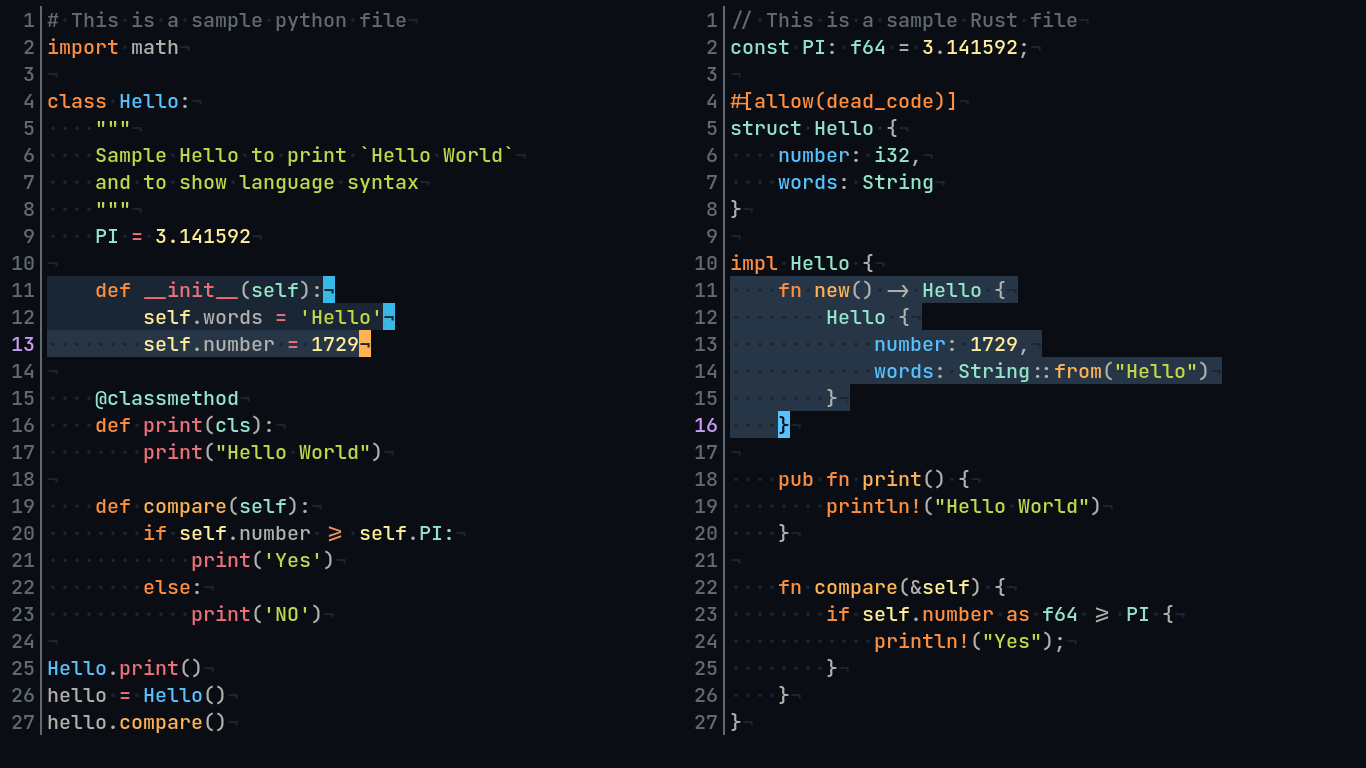 1 # This is a sample python file
2 import math
3
4 class Hello:
5     """
6     Sample Hello to print `Hello World`
7     and to show language syntax
8     """
9     PI = 3.141592
10
11     def __init__(self):
12         self.words = 'Hello'
13         self.number = 1729
14
15     @classmethod
16     def print(cls):
17         print("Hello World")
18
19     def compare(self):
20         if self.number >= self.PI:
21             print('Yes')
22         else:
23             print('NO')
24
25 Hello.print()
26 hello = Hello()
27 hello.compare()
1 // This is a sample Rust file
2 const PI: f64 = 3.141592;
3
4 #[allow(dead_code)]
5 struct Hello {
6     number: i32,
7     words: String
8 }
9
10 impl Hello {
11     fn new() -> Hello {
12         Hello {
13             number: 1729,
14             words: String::from("Hello")
15         }
16     }
17
18     pub fn print() {
19         println!("Hello World")
20     }
21
22     fn compare(&self) {
23         if self.number as f64 >= PI {
24             println!("Yes");
25         }
26     }
27 }